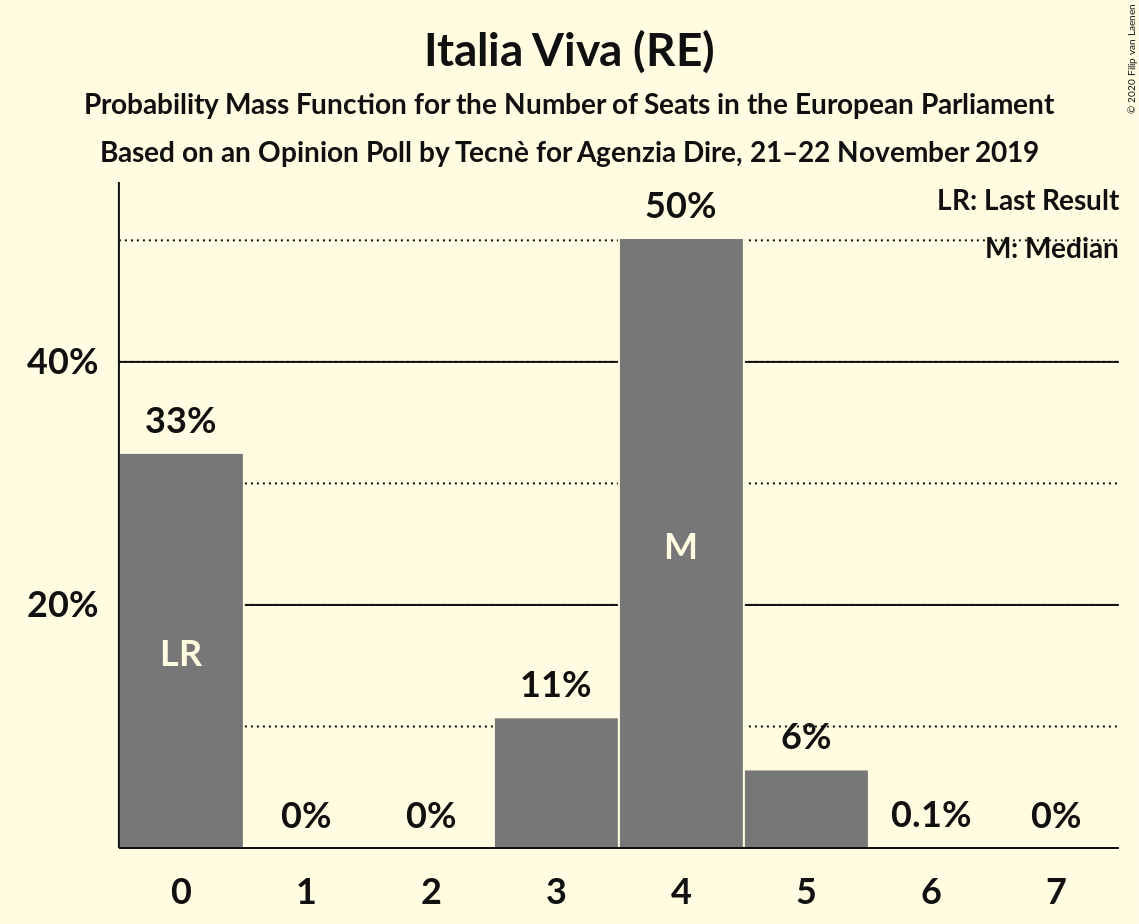 Italia Viva (RE)
Probability Mass Function for the Number of Seats in the European Parliament
Based on an Opinion Poll by Tecnè for Agenzia Dire, 21–22 November 2019
© 2020 Filip van Laenen
LR: Last Result
M: Median
50%
40%
33%
M
20%
LR
11%
6%
0%
0%
0.1%
0%
0 1 2 3 4 5 6 7